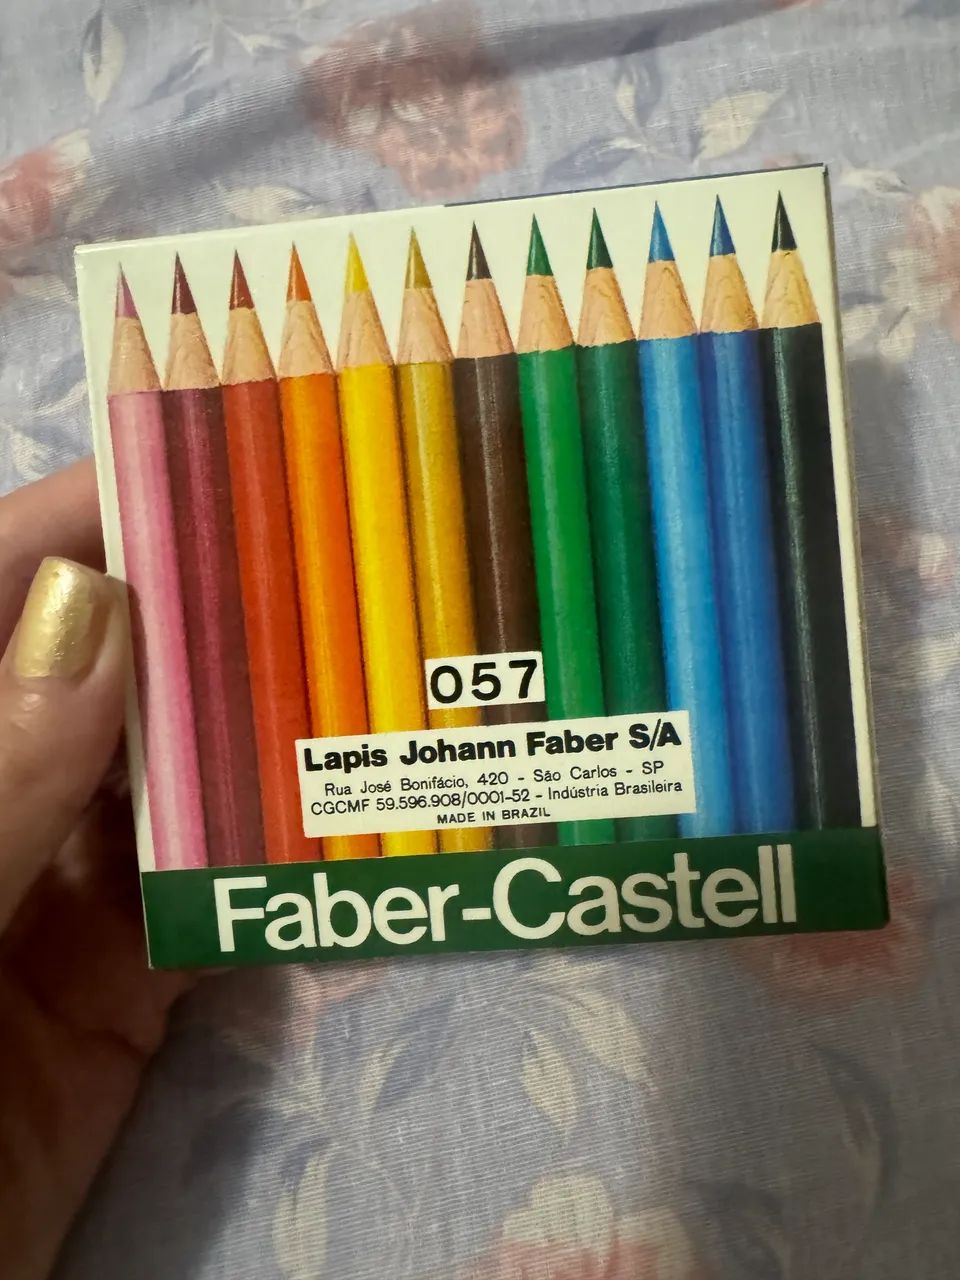 057
Lapis Johann Faber S/A
Rua José Bonifácio, 420 - São Carlos - SP
CGCMF 59.596.908/0001-52 - Indústria Brasileira
MADE IN BRAZIL
Faber-Castell